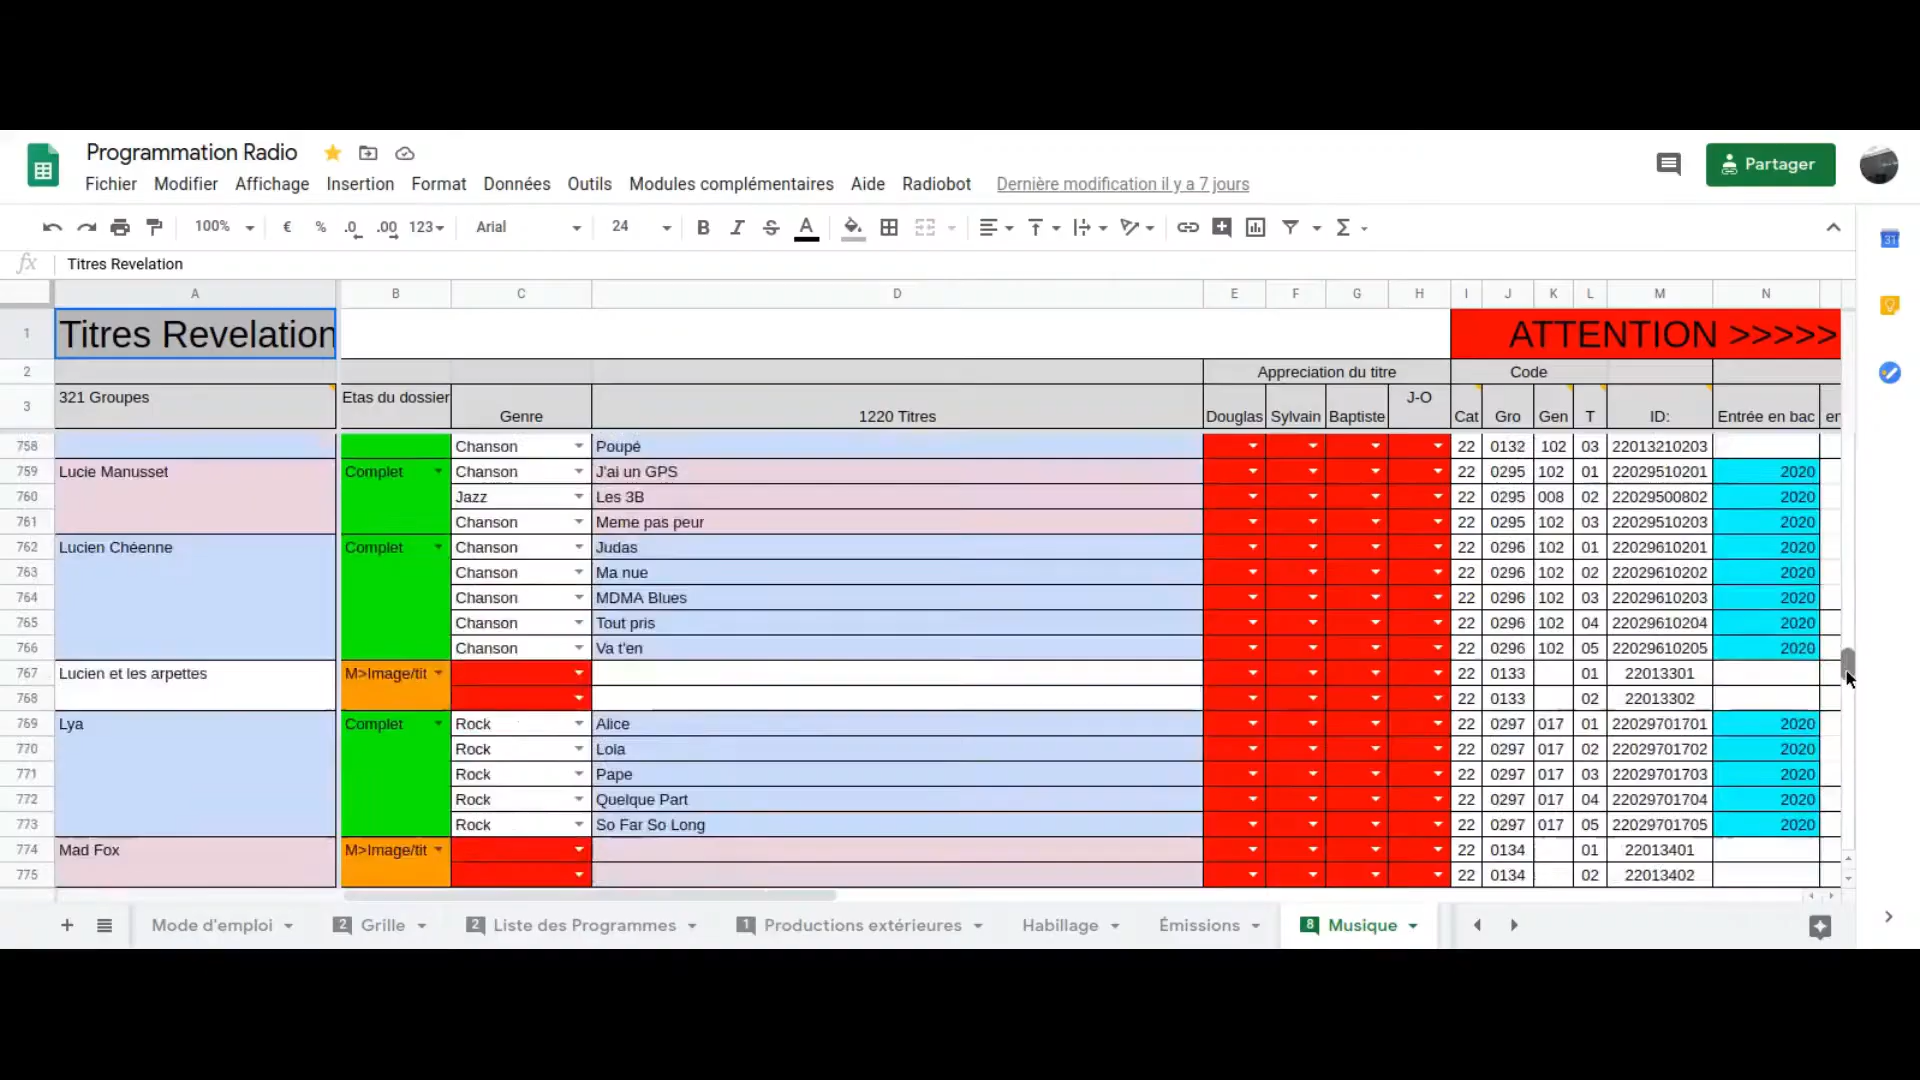 Programmation Radio
Partager
Fichier Modifier Affichage Insertion Format Données Outils Modules complémentaires Aide Radiobot Dernière modification il y a 7 jours
100% € % .0 .00 123 Arial 24 B I S A Σ
31
fx Titres Revelation
A B C D E F G H I J K L M N
1 Titres Revelation ATTENTION >>>>>
2 Appreciation du titre Code
3 321 Groupes Etas du dossier Genre 1220 Titres Douglas Sylvain Baptiste J-O Cat Gro Gen T ID: Entrée en bac en
758 Chanson Poupé 22 0132 102 03 22013210203
759 Lucie Manusset Complet Chanson J'ai un GPS 22 0295 102 01 22029510201 2020
760 Jazz Les 3B 22 0295 008 02 22029500802 2020
761 Chanson Meme pas peur 22 0295 102 03 22029510203 2020
762 Lucien Chéenne Complet Chanson Judas 22 0296 102 01 22029610201 2020
763 Chanson Ma nue 22 0296 102 02 22029610202 2020
764 Chanson MDMA Blues 22 0296 102 03 22029610203 2020
765 Chanson Tout pris 22 0296 102 04 22029610204 2020
766 Chanson Va t'en 22 0296 102 05 22029610205 2020
767 Lucien et les arpettes M>Image/tit 22 0133 01 22013301
768 22 0133 02 22013302
769 Lya Complet Rock Alice 22 0297 017 01 22029701701 2020
770 Rock Lola 22 0297 017 02 22029701702 2020
771 Rock Pape 22 0297 017 03 22029701703 2020
772 Rock Quelque Part 22 0297 017 04 22029701704 2020
773 Rock So Far So Long 22 0297 017 05 22029701705 2020
774 Mad Fox M>Image/tit 22 0134 01 22013401
775 22 0134 02 22013402
+ Mode d'emploi 2 Grille 2 Liste des Programmes 1 Productions extérieures Habillage Émissions 8 Musique